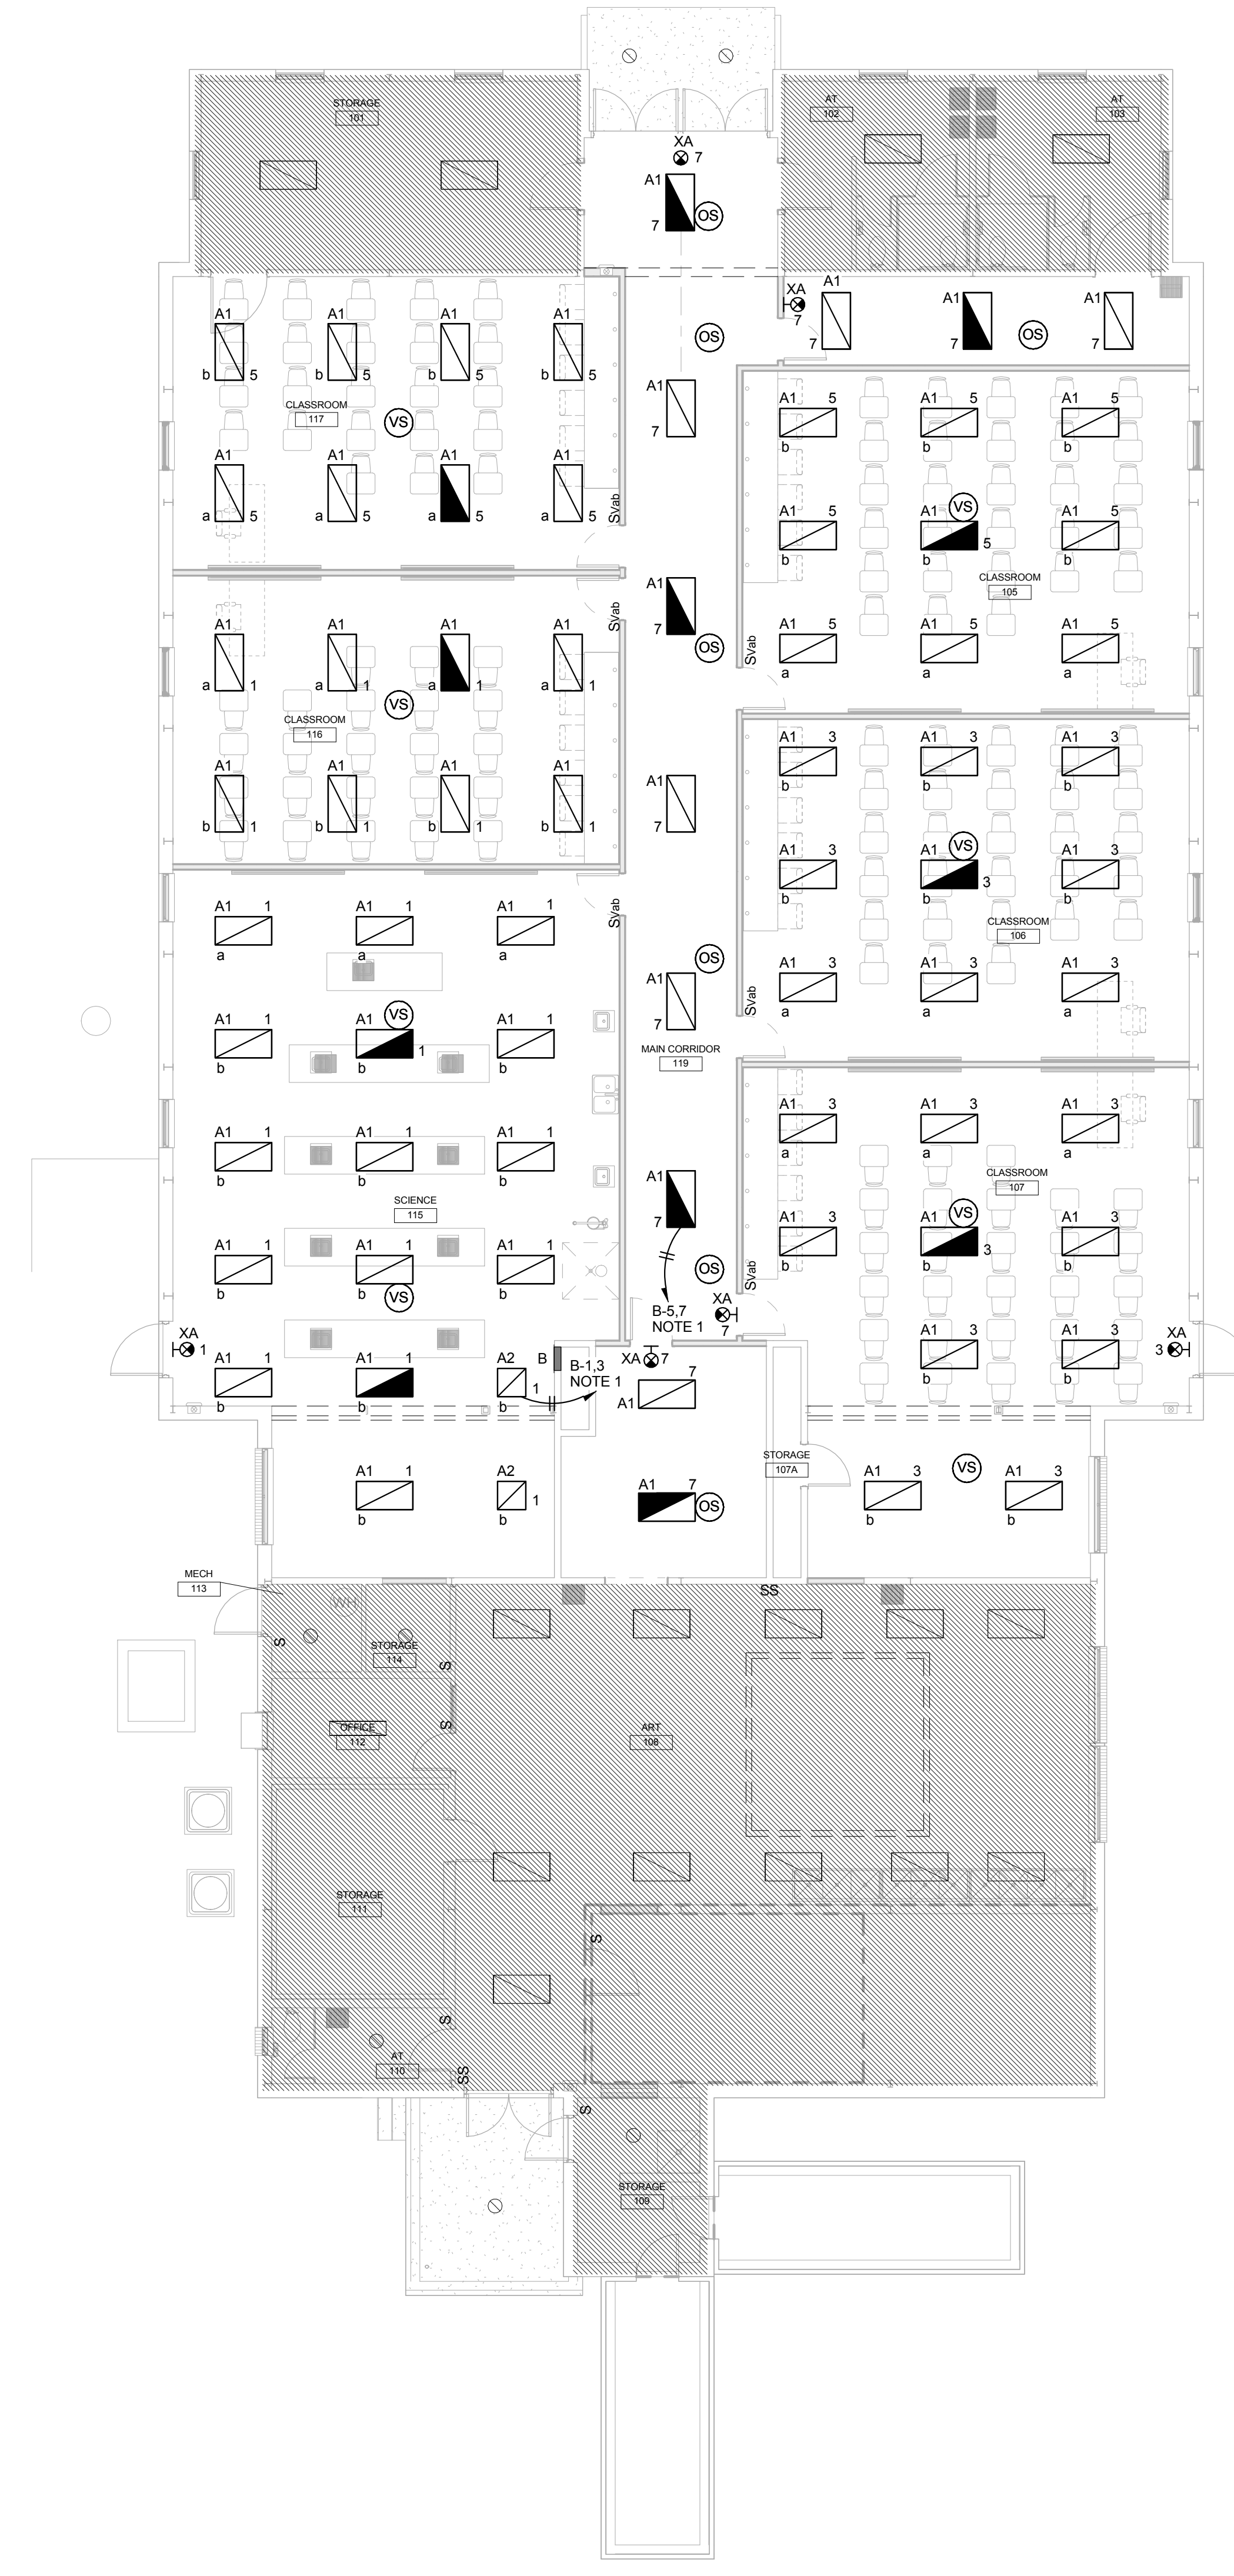 STORAGE
101
AT
102
AT
103
XA
7
A1
7
OS
XA
7
A1
7
A1
7
OS
A1
7
OS
A1
7
A1
b 5
A1
b 5
A1
b 5
A1
b 5
CLASSROOM
117
VS
A1
a 5
A1
a 5
A1
a 5
A1
a 5
SVab
A1 5
b
A1 5
b
A1 5
b
VS
A1 5
b
A1
5
b
A1 5
b
CLASSROOM
105
A1 5
a
A1 5
a
A1 5
a
SVab
A1
7
OS
SVab
A1
a 1
A1
a 1
A1
a 1
A1
a 1
VS
CLASSROOM
116
A1
b 1
A1
b 1
A1
b 1
A1
b 1
A1
7
A1 3
b
A1 3
b
A1 3
b
VS
A1 3
b
A1
3
b
A1 3
b
CLASSROOM
106
A1 3
a
A1 3
a
A1 3
a
SVab
SVab
A1 1
a
A1 1
a
A1 1
a
OS
A1
7
MAIN CORRIDOR
119
VS
A1 1
b
A1
1
b
A1 1
b
A1 1
b
A1 1
b
A1 1
b
SCIENCE
115
A1 1
b
A1 1
b
A1 1
b
VS
A1
7
OS
B-5,7
NOTE 1
XA
7
A1 3
a
A1 3
a
A1 3
a
CLASSROOM
107
VS
A1 3
b
A1
3
b
A1 3
b
SVab
A1 3
b
A1 3
b
XA
3
XA
1
A1 1
b
A1 1
b
A2
1
b
B
B-1,3
NOTE 1
XA 7
7
A1
A1 1
b
A2
1
b
A1 7
OS
STORAGE
107A
VS
A1 3
b
A1 3
b
MECH
113
WH
S
STORAGE
114
S
SS
OFFICE
112
S
ART
108
STORAGE
111
S
S
AT
110
SS
S
STORAGE
109